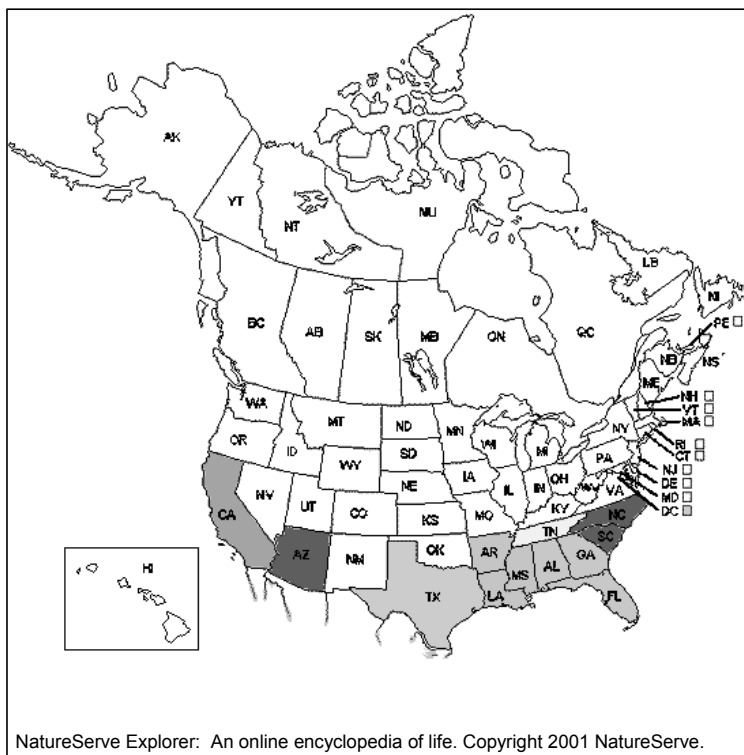 AK
YT
NT
NU
LB
NI
BC
AB
SK
MB
ON
QC
PE
NB
NS
ME
NH
VT
MA
WA
MT
ND
MN
WI
MI
NY
RI
CT
OR
ID
SD
WY
IA
PA
NJ
DE
MD
DC
NV
UT
CO
NE
KS
MO
IL
IN
OH
WV
VA
KY
CA
AZ
NM
OK
AR
TN
NC
SC
MS
AL
GA
TX
LA
FL
HI
NatureServe Explorer: An online encyclopedia of life. Copyright 2001 NatureServe.